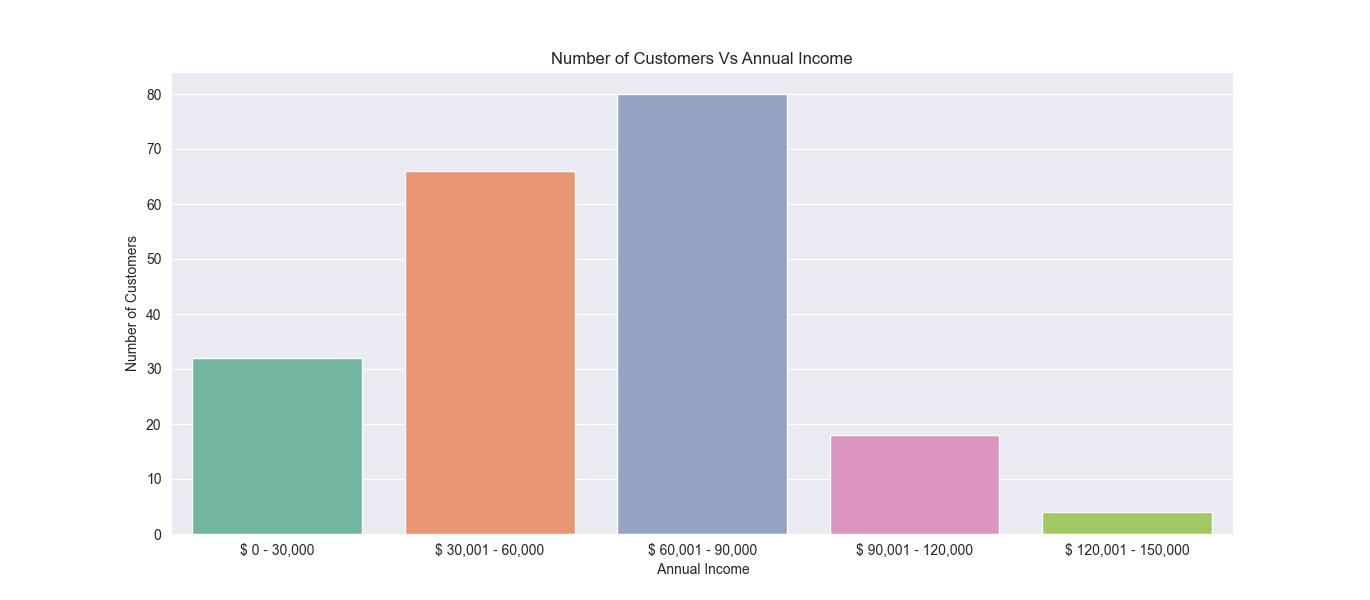 Number of Customers Vs Annual Income
80
70
60
50
40
30
20
10
0
Number of Customers
$ 0 - 30,000
$ 30,001 - 60,000
$ 60,001 - 90,000
$ 90,001 - 120,000
$ 120,001 - 150,000
Annual Income